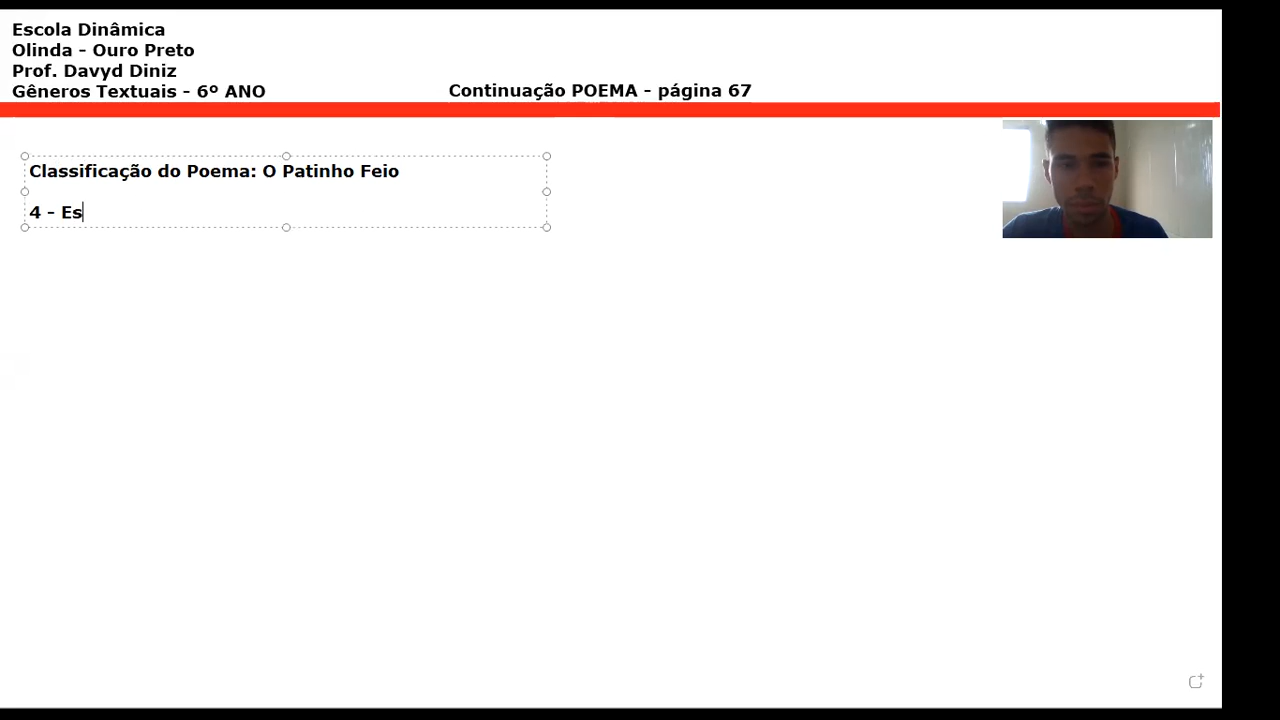 Escola Dinâmica
Olinda - Ouro Preto
Prof. Davyd Diniz
Gêneros Textuais - 6º ANO
Continuação POEMA - página 67
Classificação do Poema: O Patinho Feio
4 - Es